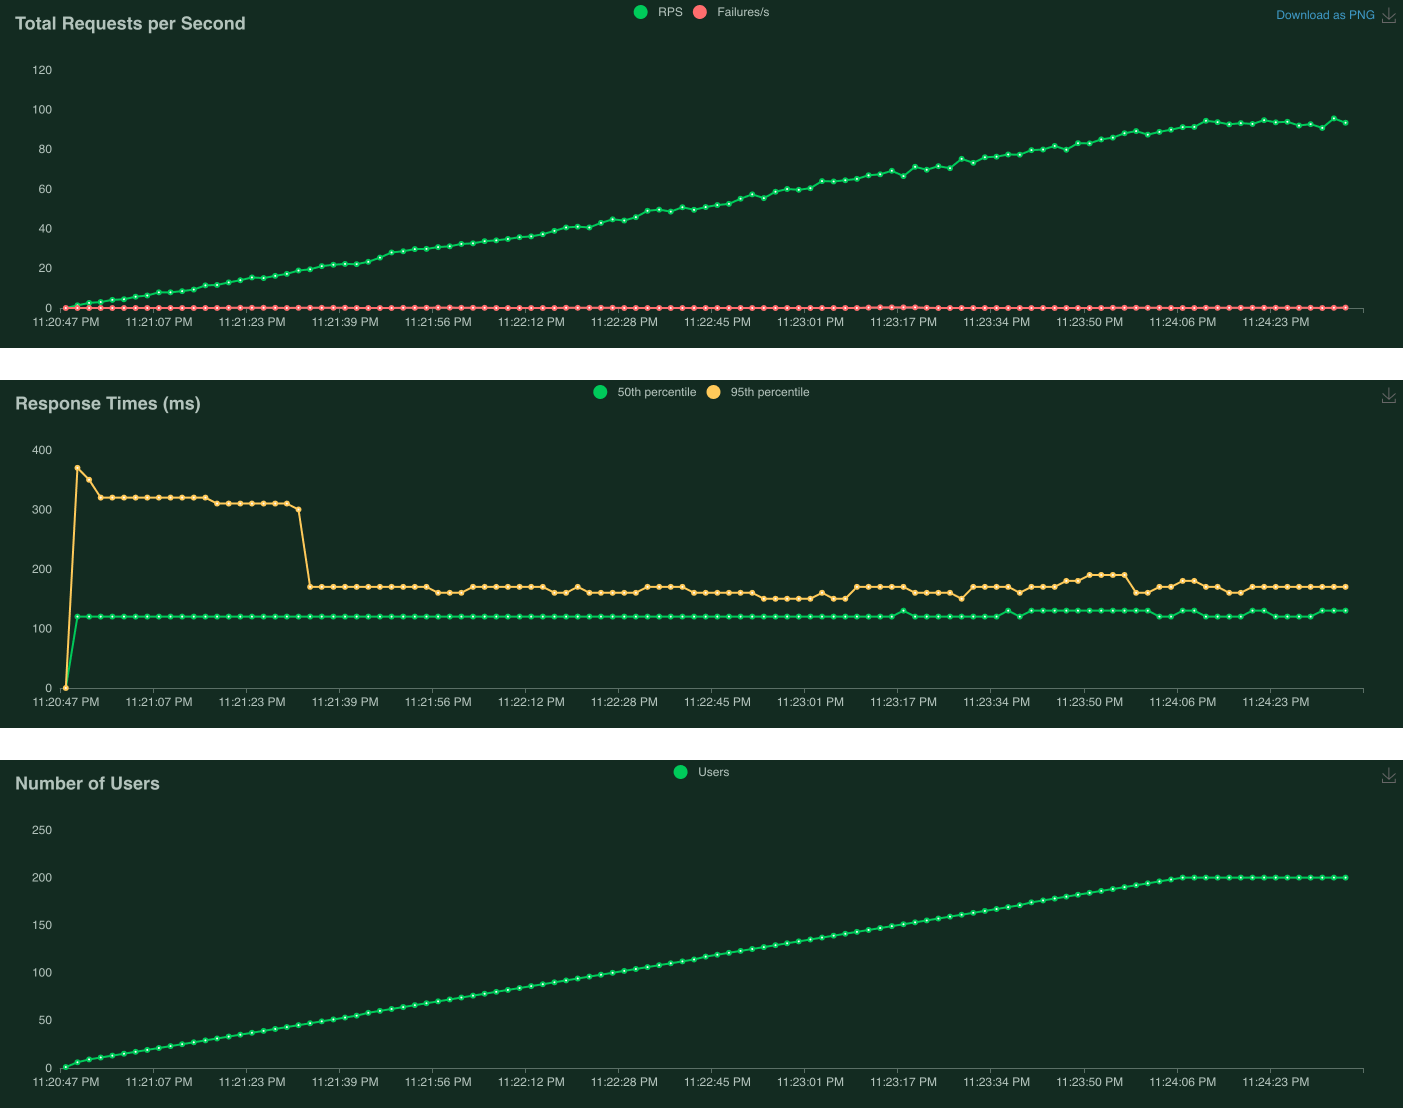 RPS Failures/s
Total Requests per Second
Download as PNG
120
100
80
60
40
20
0
11:20:47 PM 11:21:07 PM 11:21:23 PM 11:21:39 PM 11:21:56 PM 11:22:12 PM 11:22:28 PM 11:22:45 PM 11:23:01 PM 11:23:17 PM 11:23:34 PM 11:23:50 PM 11:24:06 PM 11:24:23 PM
50th percentile 95th percentile
Response Times (ms)
400
300
200
100
0
11:20:47 PM 11:21:07 PM 11:21:23 PM 11:21:39 PM 11:21:56 PM 11:22:12 PM 11:22:28 PM 11:22:45 PM 11:23:01 PM 11:23:17 PM 11:23:34 PM 11:23:50 PM 11:24:06 PM 11:24:23 PM
Users
Number of Users
250
200
150
100
50
0
11:20:47 PM 11:21:07 PM 11:21:23 PM 11:21:39 PM 11:21:56 PM 11:22:12 PM 11:22:28 PM 11:22:45 PM 11:23:01 PM 11:23:17 PM 11:23:34 PM 11:23:50 PM 11:24:06 PM 11:24:23 PM